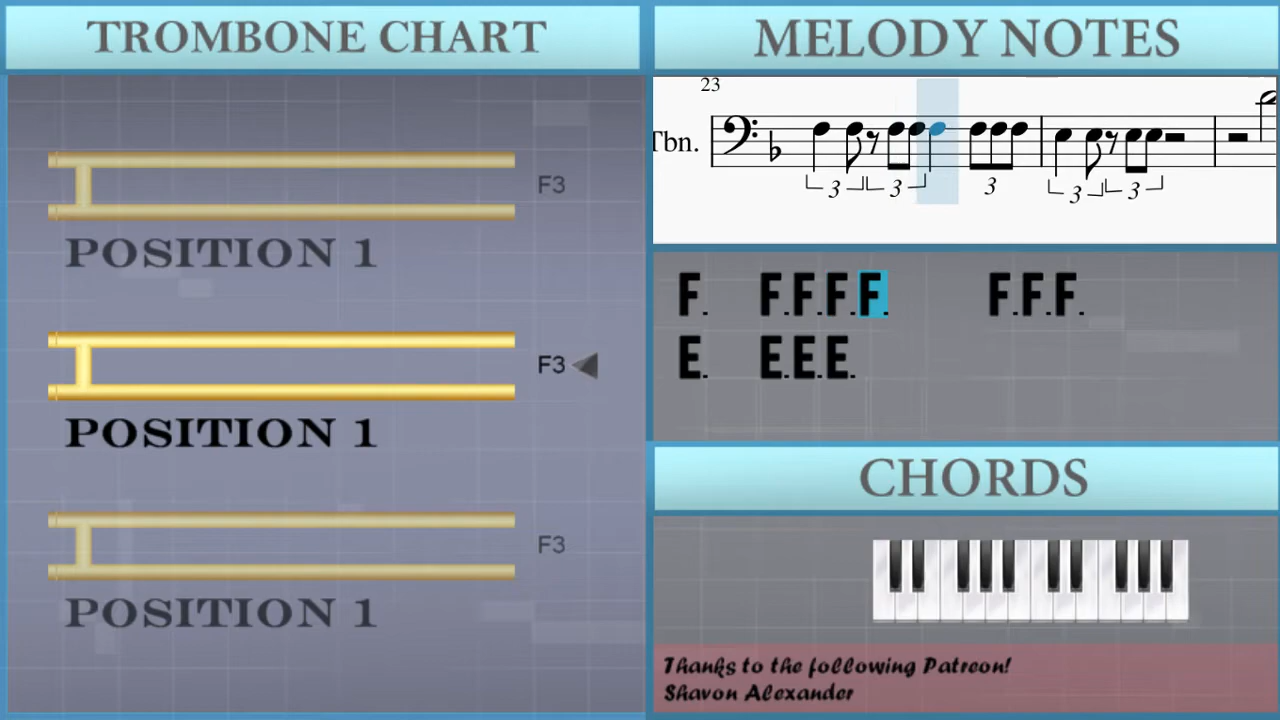 TROMBONE CHART
F3
POSITION 1
F3
POSITION 1
F3
POSITION 1
MELODY NOTES
23
Tbn.
3 3 3 3 3
F. F.F.F.F. F.F.F.
E. E.E.E.
CHORDS
Thanks to the following Patreon!
Shavon Alexander